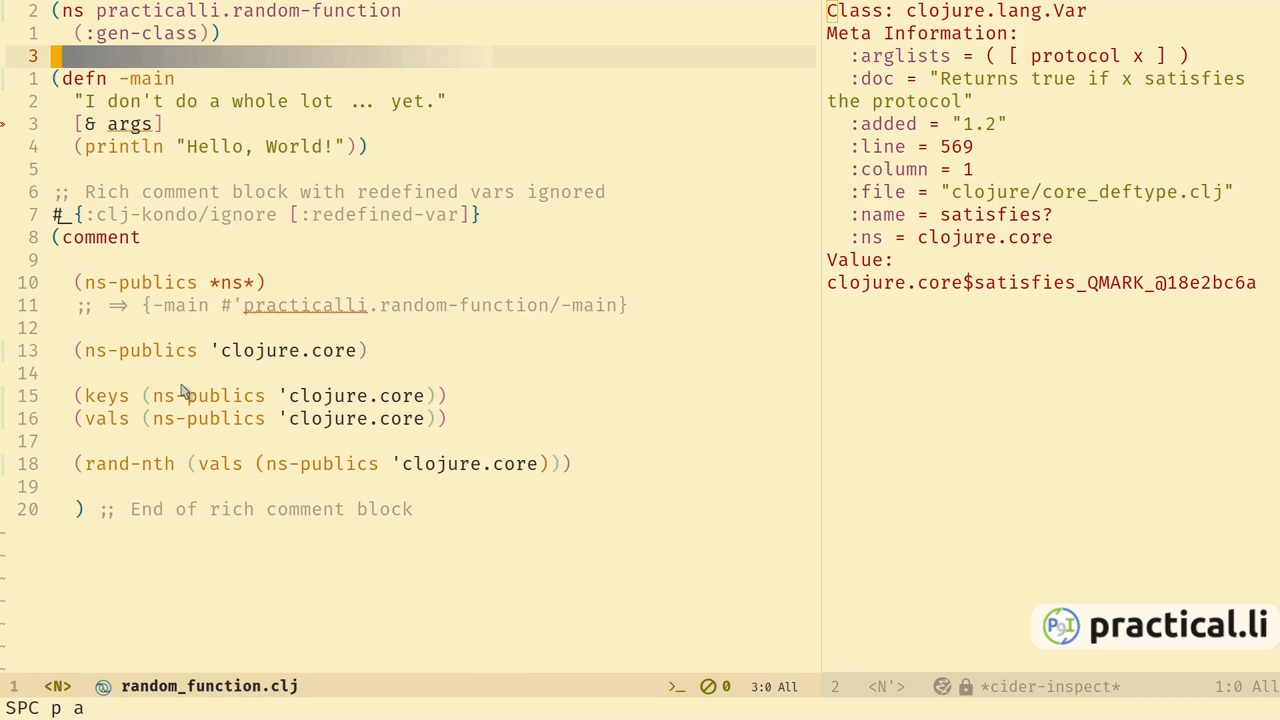 2 (ns practicalli.random-function
1   (:gen-class))
3
1 (defn -main
2   "I don't do a whole lot ... yet."
3   [& args]
4   (println "Hello, World!"))
5
6 ;; Rich comment block with redefined vars ignored
7 #_{:clj-kondo/ignore [:redefined-var]}
8 (comment
9
10   (ns-publics *ns*)
11   ;; => {-main #'practicalli.random-function/-main}
12
13   (ns-publics 'clojure.core)
14
15   (keys (ns-publics 'clojure.core))
16   (vals (ns-publics 'clojure.core))
17
18   (rand-nth (vals (ns-publics 'clojure.core)))
19
20   ) ;; End of rich comment block
1 <N> random_function.clj >_ 0 3:0 All
Class: clojure.lang.Var
Meta Information:
  :arglists = ( [ protocol x ] )
  :doc = "Returns true if x satisfies
the protocol"
  :added = "1.2"
  :line = 569
  :column = 1
  :file = "clojure/core_deftype.clj"
  :name = satisfies?
  :ns = clojure.core
Value:
clojure.core$satisfies_QMARK_@18e2bc6a
practical.li
2 <N'> *cider-inspect* 1:0 All
SPC p a